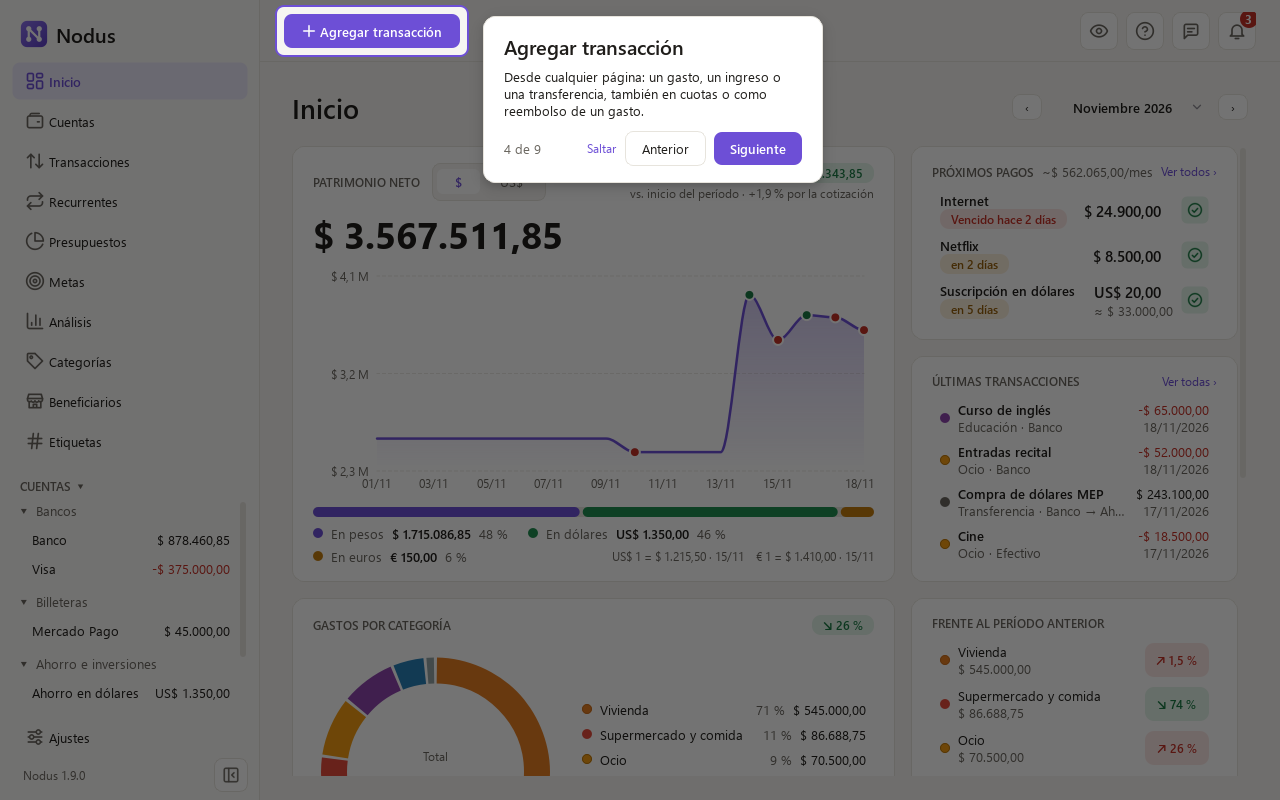 Nodus
Inicio
Cuentas
Transacciones
Recurrentes
Presupuestos
Metas
Análisis
Categorías
Beneficiarios
Etiquetas
CUENTAS
Bancos
Banco $ 878.460,85
Visa -$ 375.000,00
Billeteras
Mercado Pago $ 45.000,00
Ahorro e inversiones
Ahorro en dólares US$ 1.350,00
Ajustes
Nodus 1.9.0
+ Agregar transacción
Agregar transacción
Desde cualquier página: un gasto, un ingreso o
una transferencia, también en cuotas o como
reembolso de un gasto.
4 de 9 Saltar Anterior Siguiente
3
Inicio
‹ Noviembre 2026 ›
PATRIMONIO NETO $ US$
.343,85
vs. inicio del período · +1,9 % por la cotización
$ 3.567.511,85
$ 4,1 M
$ 3,2 M
$ 2,3 M
01/11 03/11 05/11 07/11 09/11 11/11 13/11 15/11 18/11
En pesos $ 1.715.086,85 48 % En dólares US$ 1.350,00 46 %
En euros € 150,00 6 % US$ 1 = $ 1.215,50 · 15/11 € 1 = $ 1.410,00 · 15/11
PRÓXIMOS PAGOS ~$ 562.065,00/mes Ver todos ›
Internet
Vencido hace 2 días
$ 24.900,00
Netflix
en 2 días
$ 8.500,00
Suscripción en dólares
en 5 días
US$ 20,00
≈ $ 33.000,00
ÚLTIMAS TRANSACCIONES Ver todas ›
Curso de inglés -$ 65.000,00
Educación · Banco 18/11/2026
Entradas recital -$ 52.000,00
Ocio · Banco 18/11/2026
Compra de dólares MEP $ 243.100,00
Transferencia · Banco → Ah... 17/11/2026
Cine -$ 18.500,00
Ocio · Efectivo 17/11/2026
GASTOS POR CATEGORÍA ↘ 26 %
Total
Vivienda 71 % $ 545.000,00
Supermercado y comida 11 % $ 86.688,75
Ocio 9 % $ 70.500,00
FRENTE AL PERÍODO ANTERIOR
Vivienda
$ 545.000,00
↗ 1,5 %
Supermercado y comida
$ 86.688,75
↘ 74 %
Ocio
$ 70.500,00
↗ 26 %